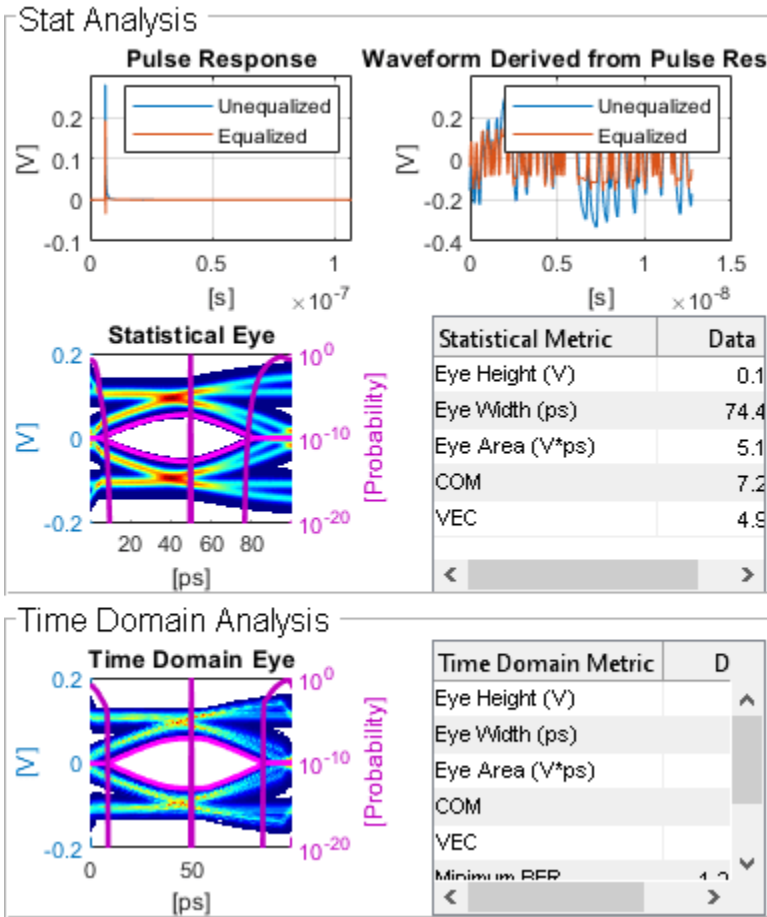 Stat Analysis
Pulse Response
Unequalized
Equalized
0.2
0.1
0
-0.1
[V]
0
0.5
1
[s]
×10⁻⁷
Waveform Derived from Pulse Res
Unequalized
Equalized
0.2
0
-0.2
-0.4
[V]
0
0.5
1
1.5
[s]
×10⁻⁸
Statistical Eye
0.2
0
-0.2
[V]
10⁰
10⁻¹⁰
10⁻²⁰
[Probability]
20 40 60 80
[ps]
Statistical Metric Data
Eye Height (V) 0.1
Eye Width (ps) 74.4
Eye Area (V*ps) 5.1
COM 7.2
VEC 4.9
Time Domain Analysis
Time Domain Eye
0.2
0
-0.2
[V]
10⁰
10⁻¹⁰
10⁻²⁰
[Probability]
0 50
[ps]
Time Domain Metric D
Eye Height (V)
Eye Width (ps)
Eye Area (V*ps)
COM
VEC
Minimum BER